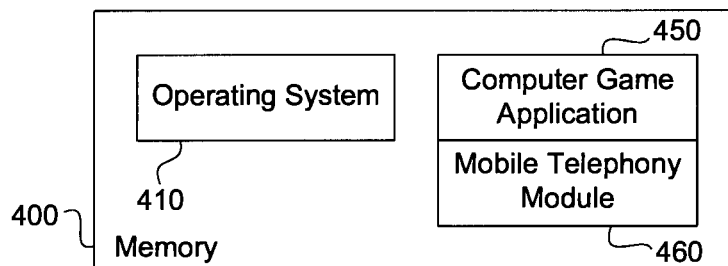 450
Operating System
Computer Game
Application
Mobile Telephony
Module
410
400
Memory
460